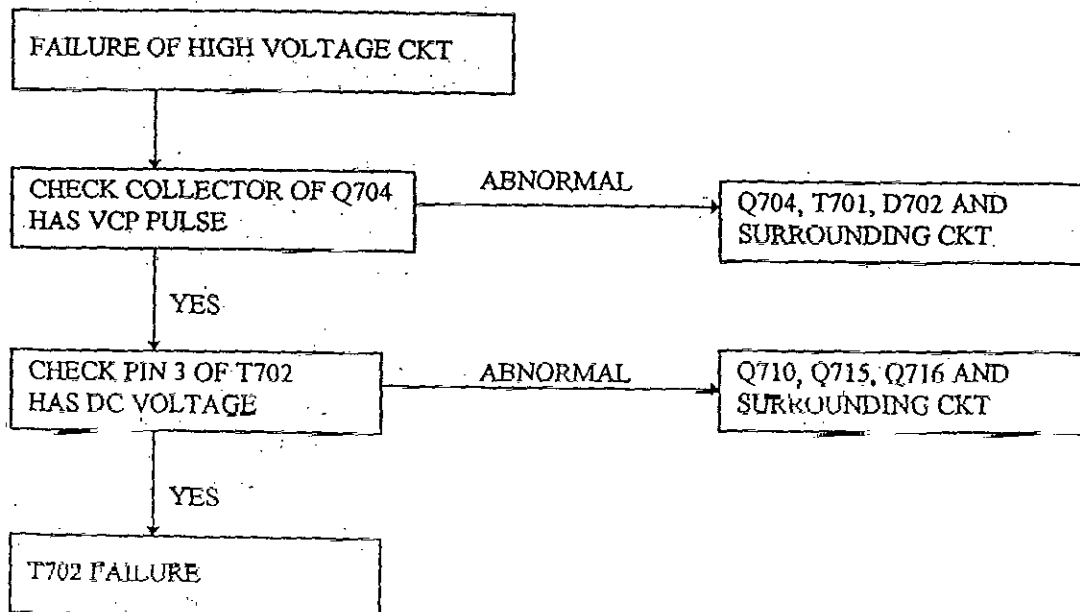 FAILURE OF HIGH VOLTAGE CKT
CHECK COLLECTOR OF Q704
HAS VCP PULSE
ABNORMAL
Q704, T701, D702 AND
SURROUNDING CKT
YES
CHECK PIN 3 OF T702
HAS DC VOLTAGE
ABNORMAL
Q710, Q715, Q716 AND
SURROUNDING CKT
YES
T702 FAILURE